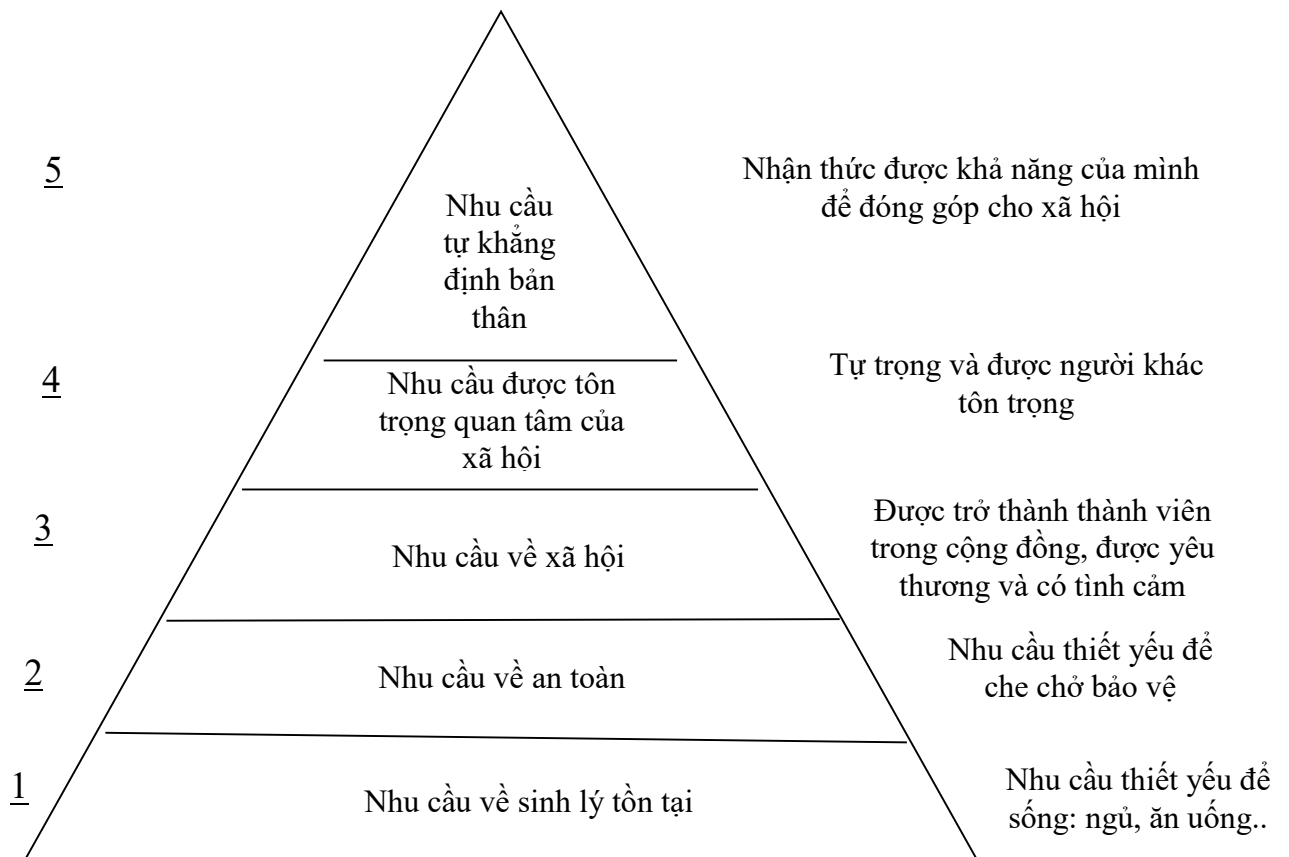 5
Nhận thức được khả năng của mình
để đóng góp cho xã hội
Nhu cầu
tự khẳng
định bản
thân
4
Tự trọng và được người khác
tôn trọng
Nhu cầu được tôn
trọng quan tâm của
xã hội
3
Được trở thành thành viên
trong cộng đồng, được yêu
thương và có tình cảm
Nhu cầu về xã hội
2
Nhu cầu thiết yếu để
che chở bảo vệ
Nhu cầu về an toàn
1
Nhu cầu thiết yếu để
sống: ngủ, ăn uống..
Nhu cầu về sinh lý tồn tại